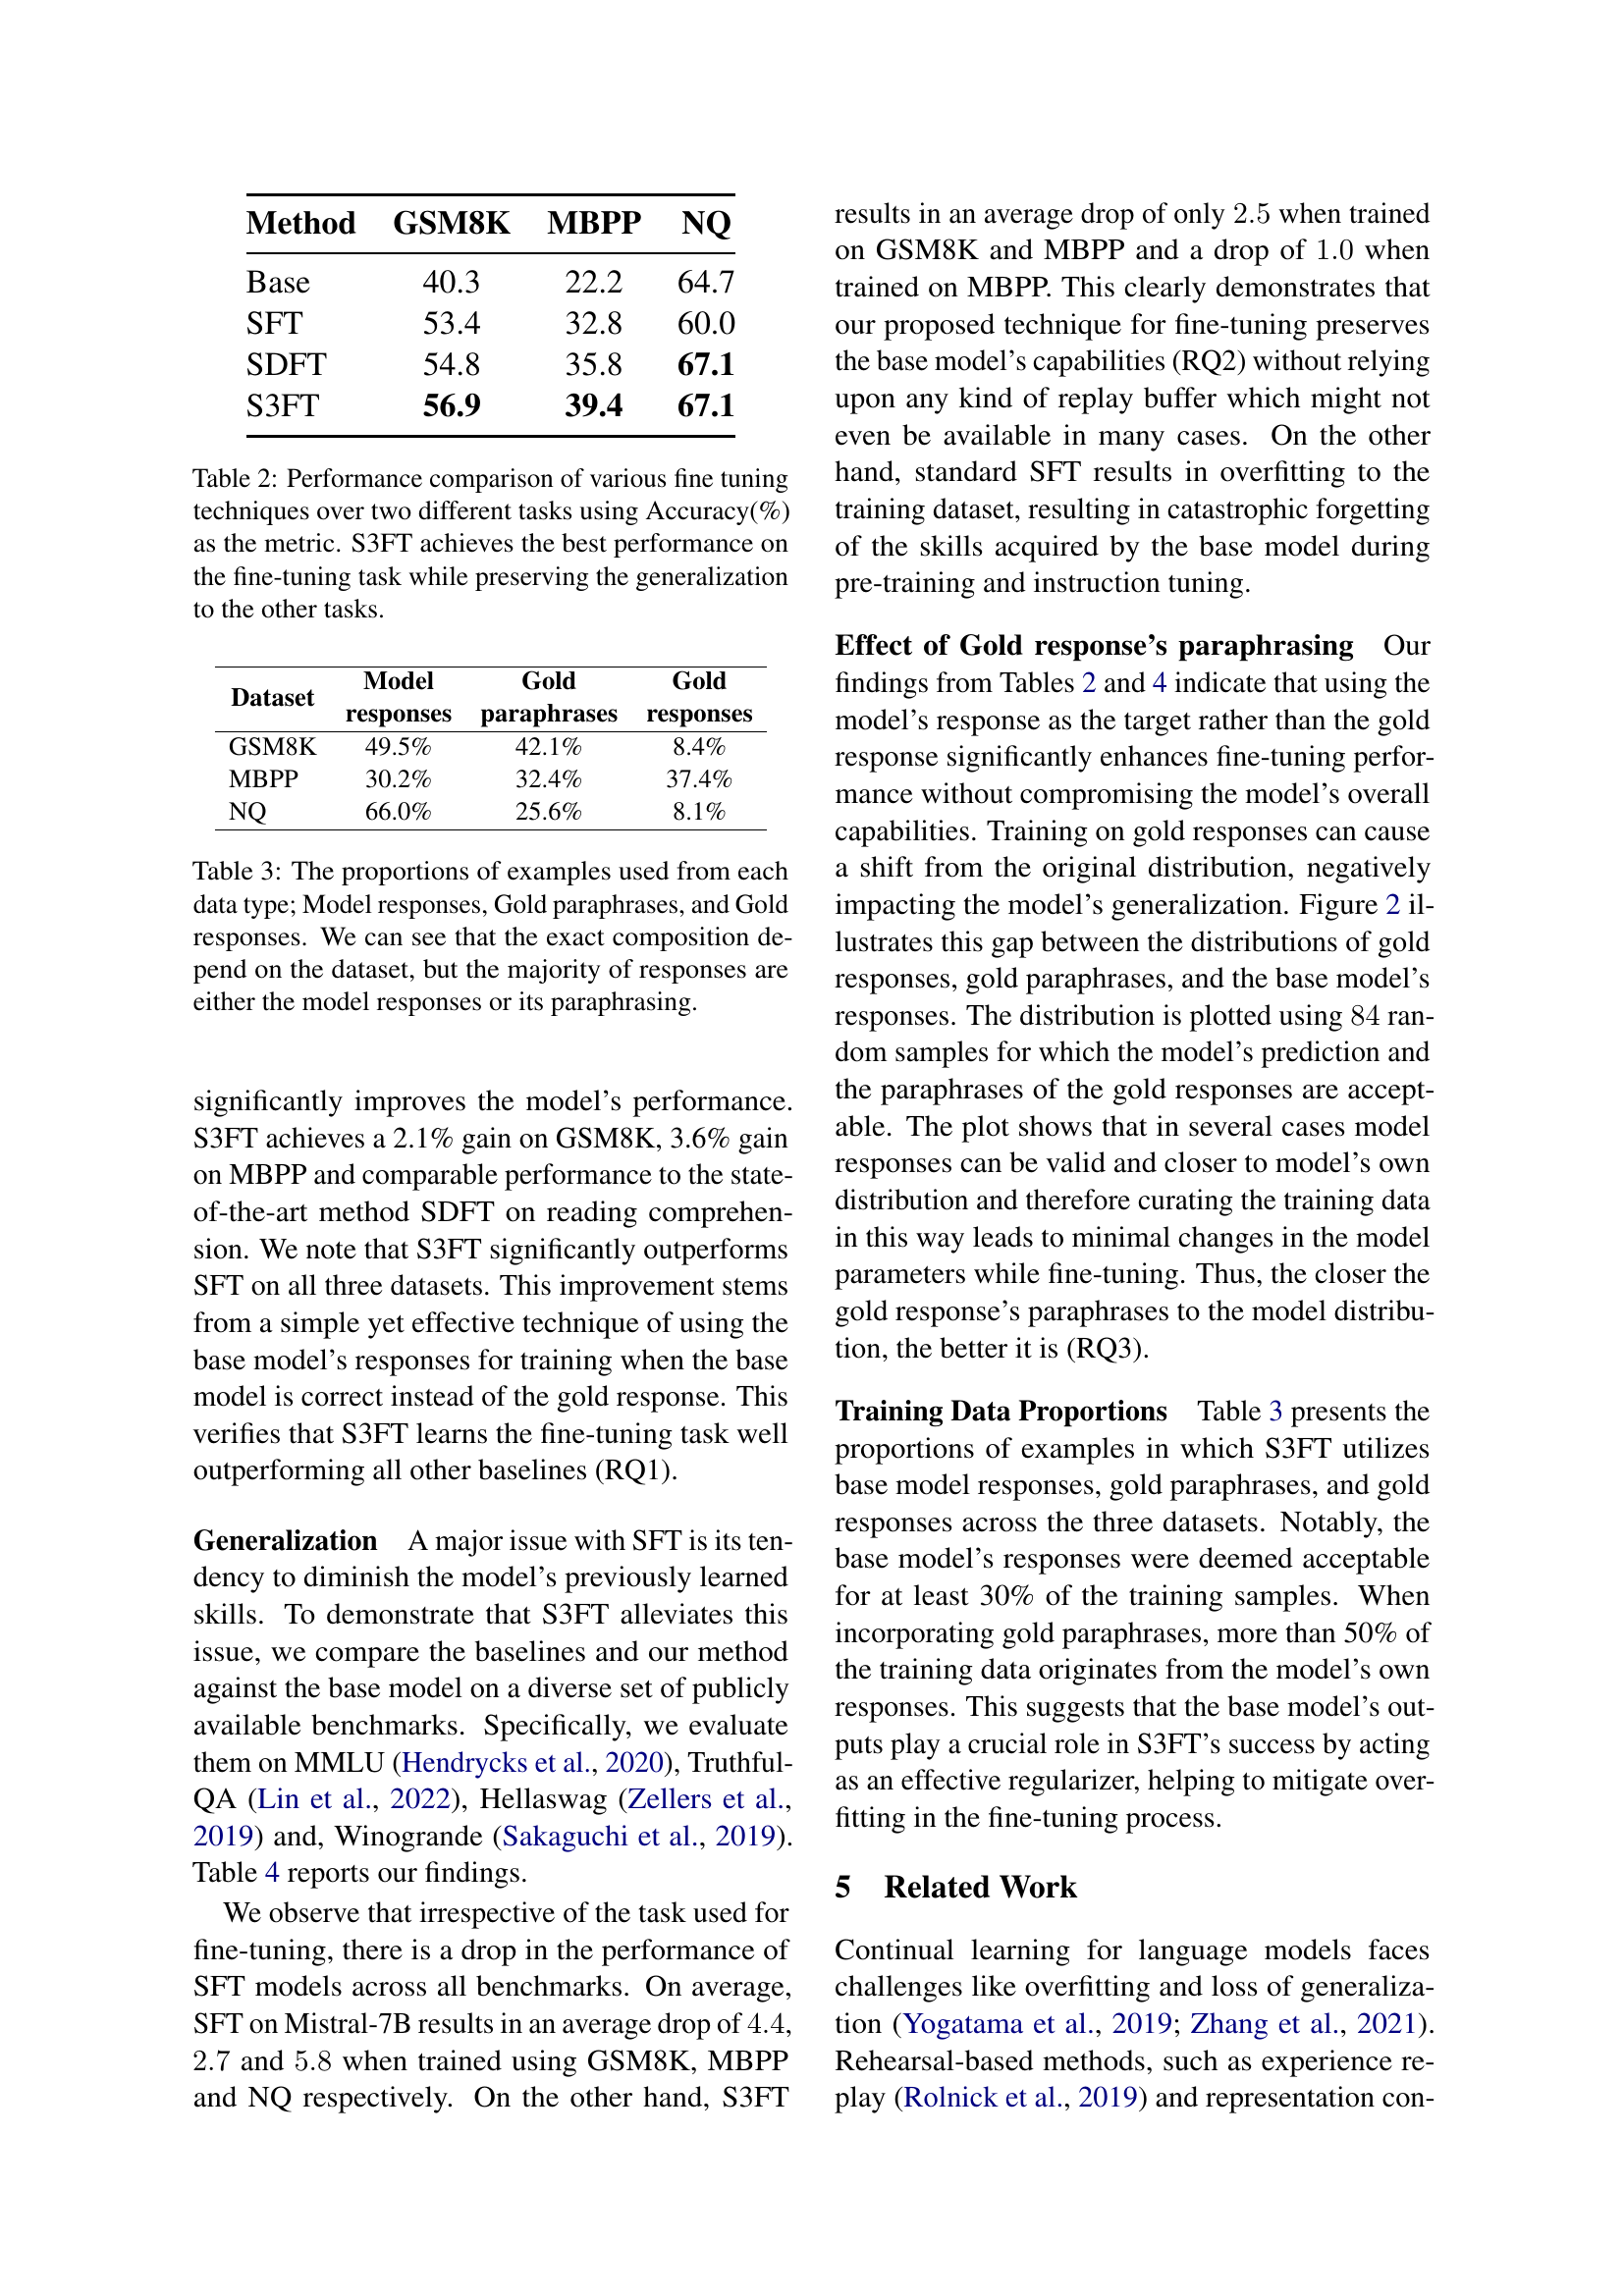 Method GSM8K MBPP NQ
Base 40.3 22.2 64.7
SFT 53.4 32.8 60.0
SDFT 54.8 35.8 67.1
S3FT 56.9 39.4 67.1
Table 2: Performance comparison of various fine tuning
techniques over two different tasks using Accuracy(%)
as the metric. S3FT achieves the best performance on
the fine-tuning task while preserving the generalization
to the other tasks.
Dataset Model responses Gold paraphrases Gold responses
GSM8K 49.5% 42.1% 8.4%
MBPP 30.2% 32.4% 37.4%
NQ 66.0% 25.6% 8.1%
Table 3: The proportions of examples used from each
data type; Model responses, Gold paraphrases, and Gold
responses. We can see that the exact composition de-
pend on the dataset, but the majority of responses are
either the model responses or its paraphrasing.
significantly improves the model's performance.
S3FT achieves a 2.1% gain on GSM8K, 3.6% gain
on MBPP and comparable performance to the state-
of-the-art method SDFT on reading comprehen-
sion. We note that S3FT significantly outperforms
SFT on all three datasets. This improvement stems
from a simple yet effective technique of using the
base model's responses for training when the base
model is correct instead of the gold response. This
verifies that S3FT learns the fine-tuning task well
outperforming all other baselines (RQ1).
Generalization A major issue with SFT is its ten-
dency to diminish the model's previously learned
skills. To demonstrate that S3FT alleviates this
issue, we compare the baselines and our method
against the base model on a diverse set of publicly
available benchmarks. Specifically, we evaluate
them on MMLU (Hendrycks et al., 2020), Truthful-
QA (Lin et al., 2022), Hellaswag (Zellers et al.,
2019) and, Winogrande (Sakaguchi et al., 2019).
Table 4 reports our findings.
We observe that irrespective of the task used for
fine-tuning, there is a drop in the performance of
SFT models across all benchmarks. On average,
SFT on Mistral-7B results in an average drop of 4.4,
2.7 and 5.8 when trained using GSM8K, MBPP
and NQ respectively. On the other hand, S3FT
results in an average drop of only 2.5 when trained
on GSM8K and MBPP and a drop of 1.0 when
trained on MBPP. This clearly demonstrates that
our proposed technique for fine-tuning preserves
the base model's capabilities (RQ2) without relying
upon any kind of replay buffer which might not
even be available in many cases. On the other
hand, standard SFT results in overfitting to the
training dataset, resulting in catastrophic forgetting
of the skills acquired by the base model during
pre-training and instruction tuning.
Effect of Gold response's paraphrasing Our
findings from Tables 2 and 4 indicate that using the
model's response as the target rather than the gold
response significantly enhances fine-tuning perfor-
mance without compromising the model's overall
capabilities. Training on gold responses can cause
a shift from the original distribution, negatively
impacting the model's generalization. Figure 2 il-
lustrates this gap between the distributions of gold
responses, gold paraphrases, and the base model's
responses. The distribution is plotted using 84 ran-
dom samples for which the model's prediction and
the paraphrases of the gold responses are accept-
able. The plot shows that in several cases model
responses can be valid and closer to model's own
distribution and therefore curating the training data
in this way leads to minimal changes in the model
parameters while fine-tuning. Thus, the closer the
gold response's paraphrases to the model distribu-
tion, the better it is (RQ3).
Training Data Proportions Table 3 presents the
proportions of examples in which S3FT utilizes
base model responses, gold paraphrases, and gold
responses across the three datasets. Notably, the
base model's responses were deemed acceptable
for at least 30% of the training samples. When
incorporating gold paraphrases, more than 50% of
the training data originates from the model's own
responses. This suggests that the base model's out-
puts play a crucial role in S3FT's success by acting
as an effective regularizer, helping to mitigate over-
fitting in the fine-tuning process.
5 Related Work
Continual learning for language models faces
challenges like overfitting and loss of generaliza-
tion (Yogatama et al., 2019; Zhang et al., 2021).
Rehearsal-based methods, such as experience re-
play (Rolnick et al., 2019) and representation con-